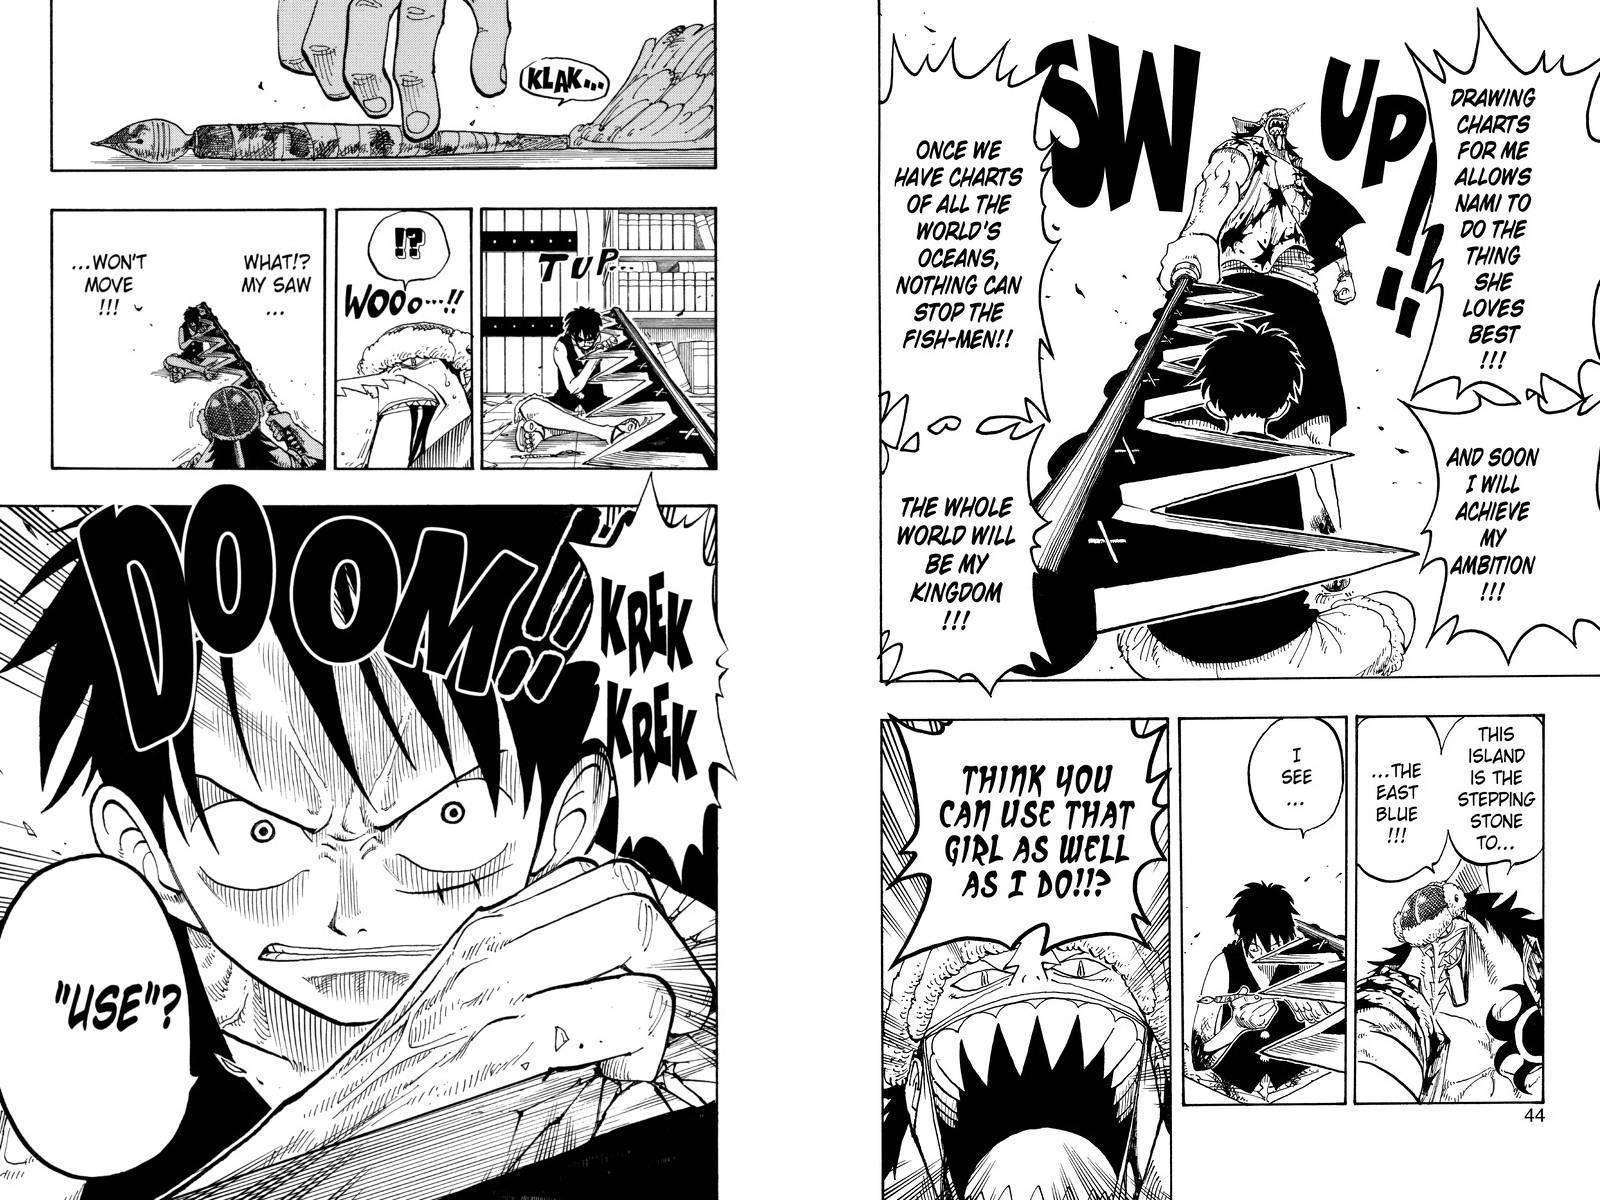 SWUP!!
DRAWING
CHARTS
FOR ME
ALLOWS
NAMI TO
DO THE
THING
SHE
LOVES
BEST
!!!
ONCE WE
HAVE CHARTS
OF ALL THE
WORLD'S
OCEANS,
NOTHING CAN
STOP THE
FISH-MEN!!
AND SOON
I WILL
ACHIEVE
MY
AMBITION
!!!
THE WHOLE
WORLD WILL
BE MY
KINGDOM
!!!
THIS
ISLAND
IS THE
STEPPING
STONE
TO...
...THE
EAST
BLUE
!!!
I
SEE
...
THINK YOU
CAN USE THAT
GIRL AS WELL
AS I DO!!?
44
KLAK...
TUP...
!?
WOOo...!!
WHAT!?
MY SAW
...
...WON'T
MOVE
!!!
DOOM!!
KREK
KREK
"USE"?